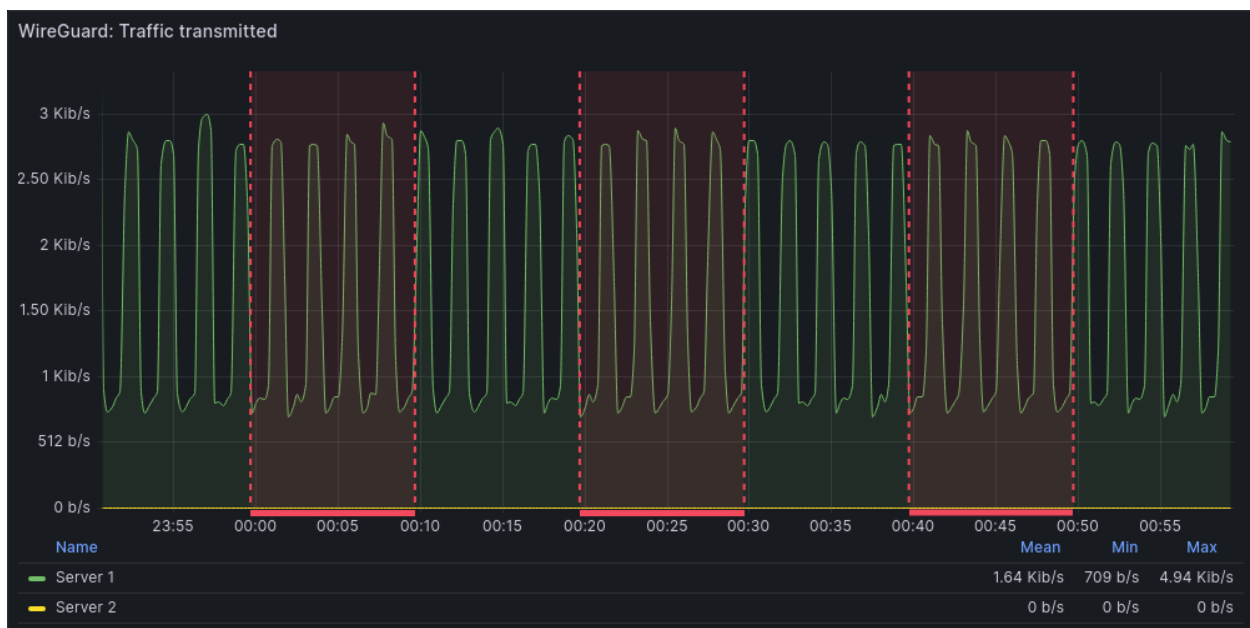 WireGuard: Traffic transmitted
3 Kib/s
2.50 Kib/s
2 Kib/s
1.50 Kib/s
1 Kib/s
512 b/s
0 b/s
23:55 00:00 00:05 00:10 00:15 00:20 00:25 00:30 00:35 00:40 00:45 00:50 00:55
Name Mean Min Max
Server 1 1.64 Kib/s 709 b/s 4.94 Kib/s
Server 2 0 b/s 0 b/s 0 b/s